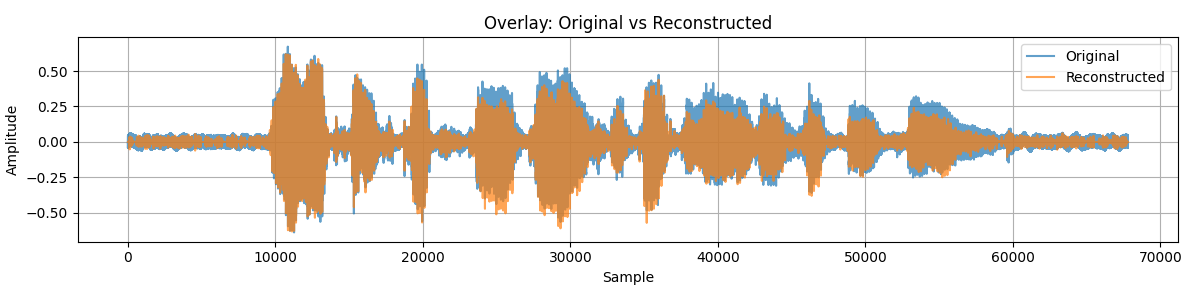 Overlay: Original vs Reconstructed
Original
Reconstructed
Amplitude
0.50
0.25
0.00
−0.25
−0.50
0 10000 20000 30000 40000 50000 60000 70000
Sample